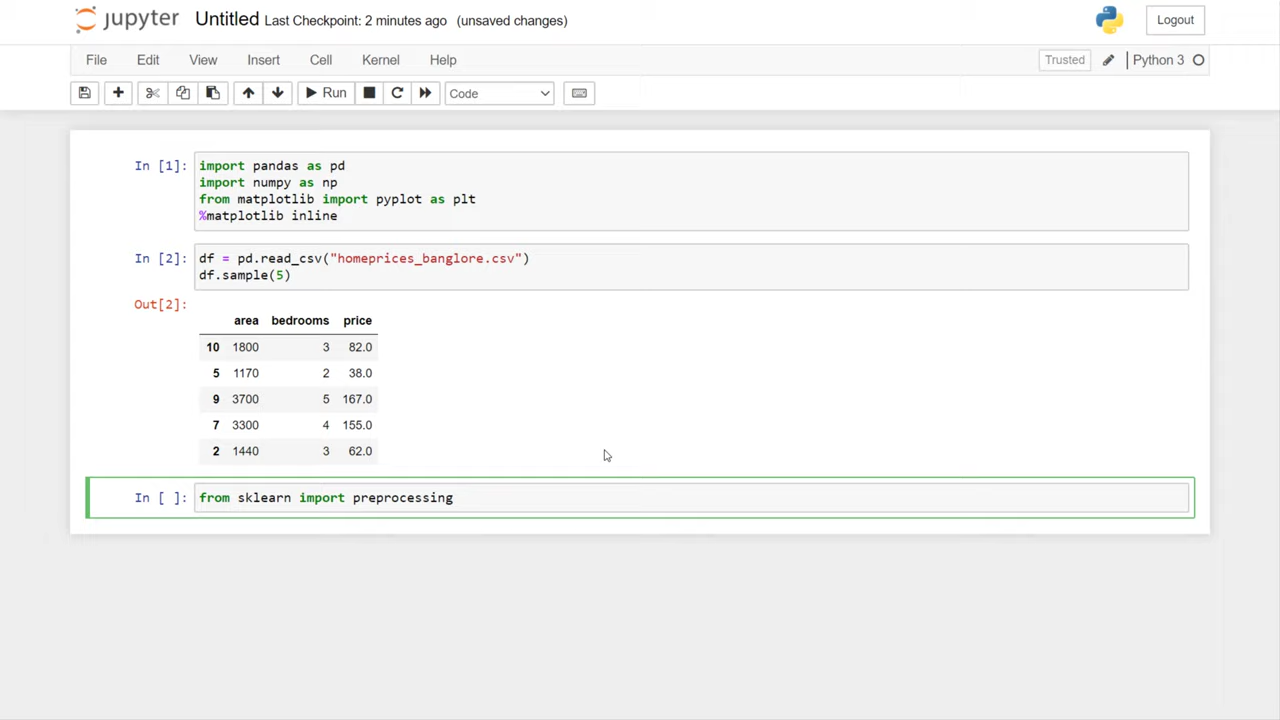 jupyter Untitled Last Checkpoint: 2 minutes ago (unsaved changes) Logout
File Edit View Insert Cell Kernel Help Trusted Python 3
Run Code
In [1]: import pandas as pd
import numpy as np
from matplotlib import pyplot as plt
%matplotlib inline
In [2]: df = pd.read_csv("homeprices_banglore.csv")
df.sample(5)
Out[2]:
area bedrooms price
10 1800 3 82.0
5 1170 2 38.0
9 3700 5 167.0
7 3300 4 155.0
2 1440 3 62.0
In [ ]: from sklearn import preprocessing